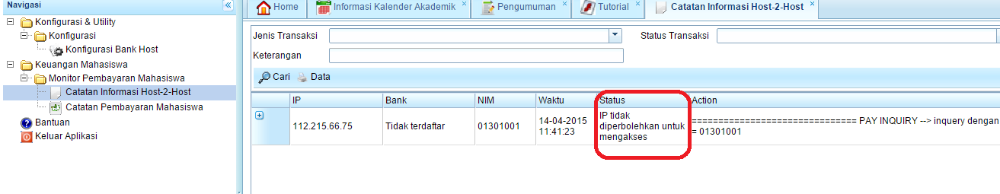 Navigasi
Home
Informasi Kalender Akademik
Pengumuman
Tutorial
Catatan Informasi Host-2-Host
Konfigurasi & Utility
Konfigurasi
Konfigurasi Bank Host
Keuangan Mahasiswa
Monitor Pembayaran Mahasiswa
Catatan Informasi Host-2-Host
Catatan Pembayaran Mahasiswa
Bantuan
Keluar Aplikasi
Jenis Transaksi
Status Transaksi
Keterangan
Cari Data
IP Bank NIM Waktu Status Action
112.215.66.75
Tidak terdaftar
01301001
14-04-2015
11:41:23
IP tidak
diperbolehkan untuk
mengakses
=============================== PAY INQUIRY --> inquery dengan
= 01301001